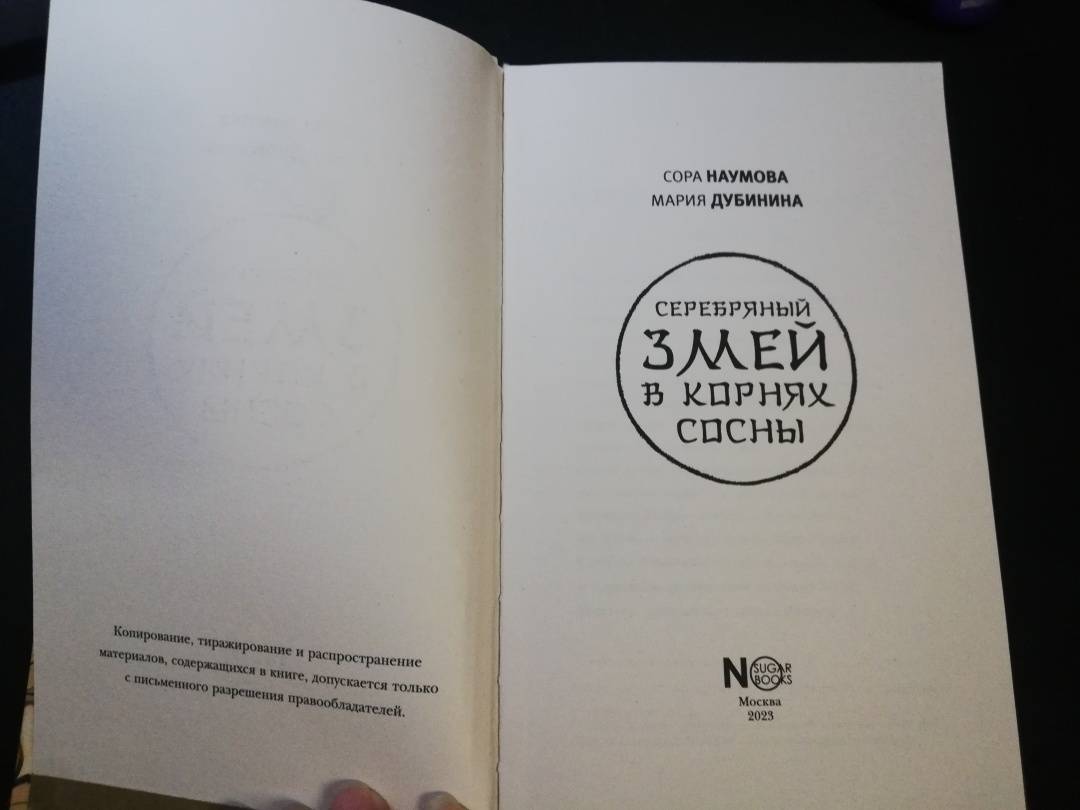 Копирование, тиражирование и распространение
материалов, содержащихся в книге, допускается только
с письменного разрешения правообладателей.
СОРА НАУМОВА
МАРИЯ ДУБИНИНА
СЕРЕБРЯНЫЙ
ЗМЕЙ
В КОРНЯХ
СОСНЫ
NO SUGAR
BOOKS
Москва
2023